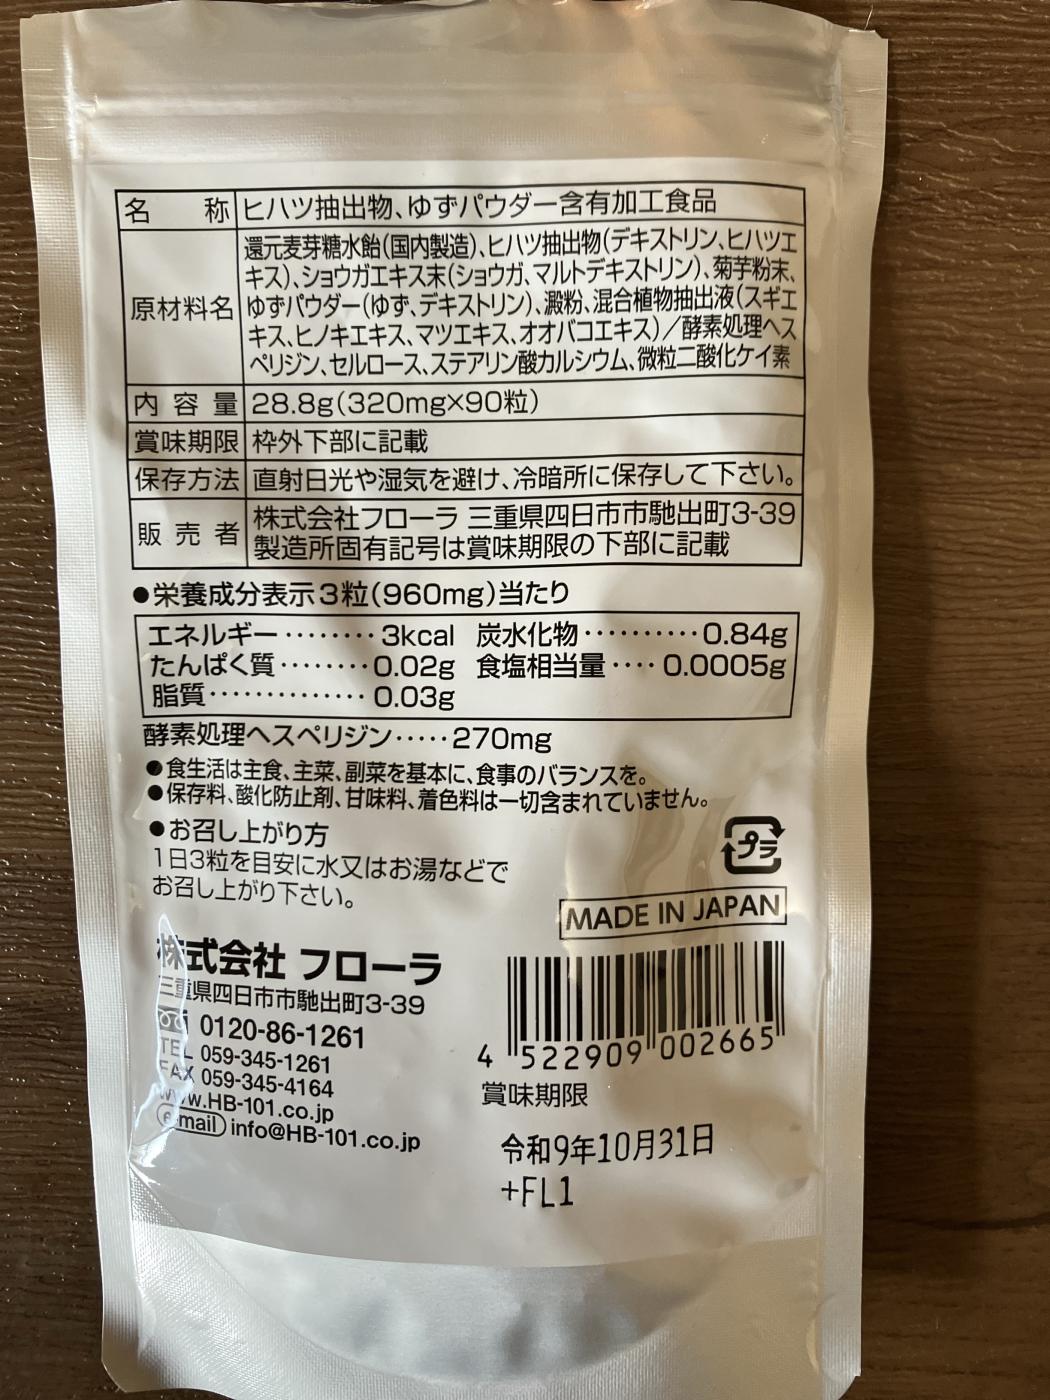 名称 ヒハツ抽出物、ゆずパウダー含有加工食品
原材料名 還元麦芽糖水飴(国内製造)、ヒハツ抽出物(デキストリン、ヒハツエ
キス)、ショウガエキス末(ショウガ、マルトデキストリン)、菊芋粉末、
ゆずパウダー(ゆず、デキストリン)、澱粉、混合植物抽出液(スギエ
キス、ヒノキエキス、マツエキス、オオバコエキス)/酵素処理ヘス
ペリジン、セルロース、ステアリン酸カルシウム、微粒二酸化ケイ素
内容量 28.8g(320mg×90粒)
賞味期限 枠外下部に記載
保存方法 直射日光や湿気を避け、冷暗所に保存して下さい。
販売者 株式会社フローラ 三重県四日市市馳出町3-39
製造所固有記号は賞味期限の下部に記載
●栄養成分表示3粒(960mg)当たり
エネルギー········3kcal 炭水化物··········0.84g
たんぱく質········0.02g 食塩相当量····0.0005g
脂質··············0.03g
酵素処理ヘスペリジン·····270mg
●食生活は主食、主菜、副菜を基本に、食事のバランスを。
●保存料、酸化防止剤、甘味料、着色料は一切含まれていません。
●お召し上がり方
1日3粒を目安に水又はお湯などで
お召し上がり下さい。
プラ
MADE IN JAPAN
株式会社 フローラ
三重県四日市市馳出町3-39
0120-86-1261
TEL 059-345-1261
FAX 059-345-4164
www.HB-101.co.jp
e-mail info@HB-101.co.jp
4 522909 002665
賞味期限
令和9年10月31日
+FL1